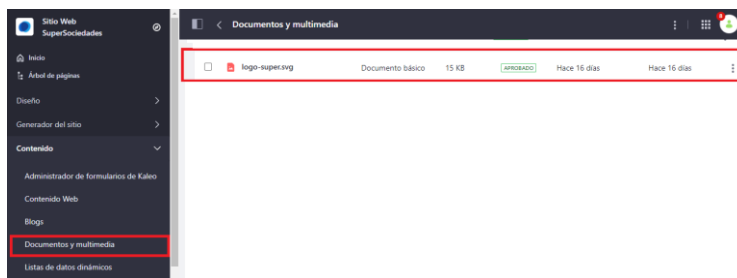 Sitio Web
SuperSociedades
Inicio
Árbol de páginas
Diseño
Generador del sitio
Contenido
Administrador de formularios de Kaleo
Contenido Web
Blogs
Documentos y multimedia
Listas de datos dinámicos
Documentos y multimedia
logo-super.svg Documento básico 15 KB APROBADO Hace 16 días Hace 16 días